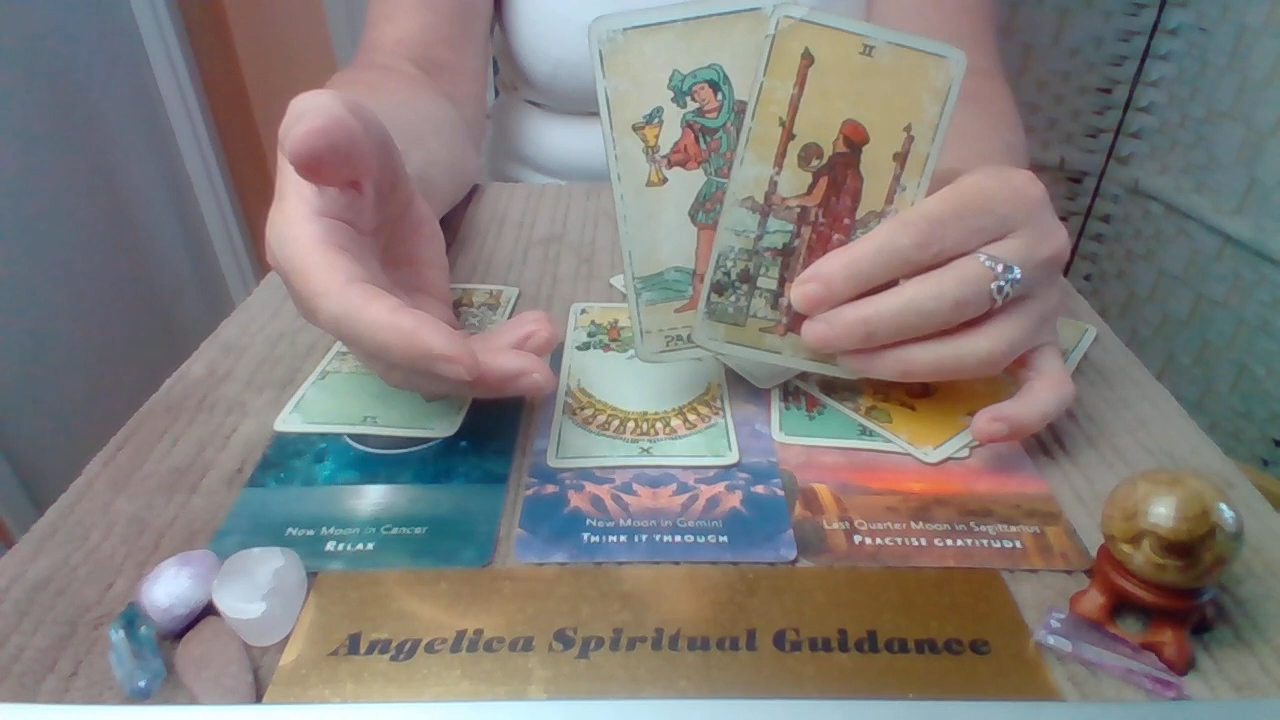 II
PAG
X
New Moon in Cancer
RELAX
New Moon in Gemini
THINK IT THROUGH
Last Quarter Moon in Sagittarius
PRACTISE GRATITUDE
Angelica Spiritual Guidance